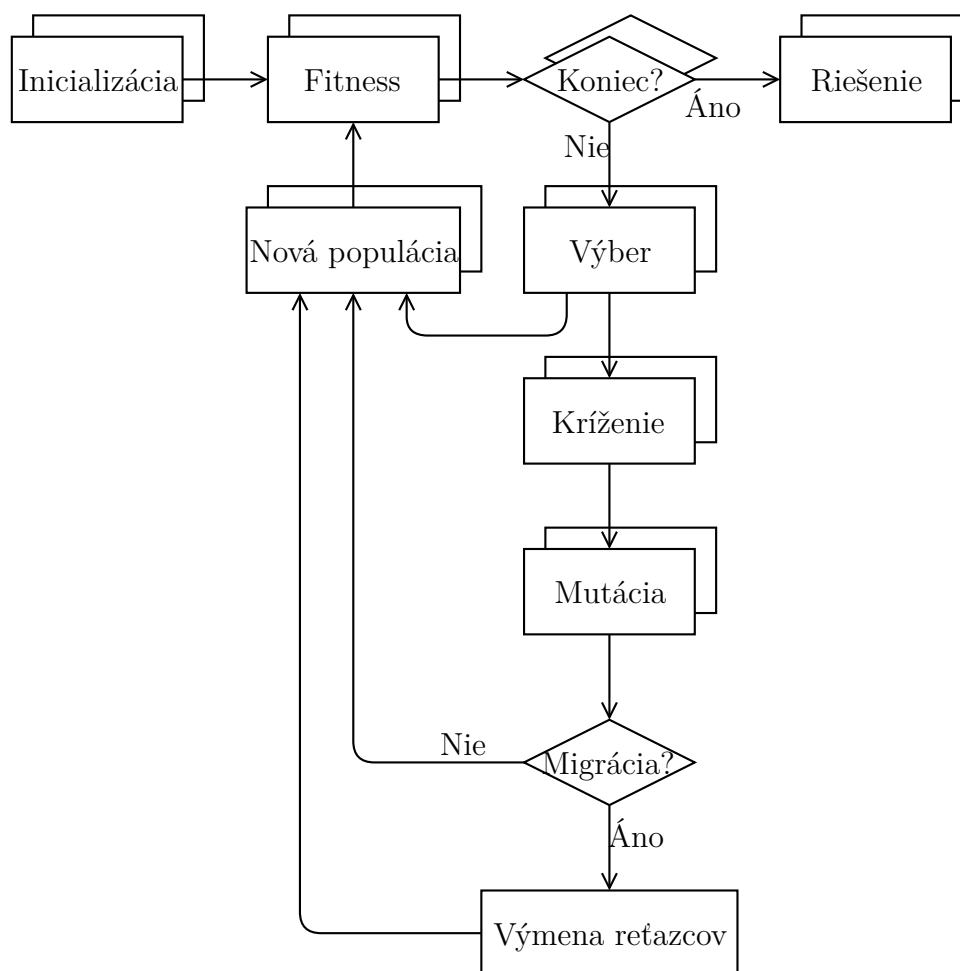 Inicializácia
Fitness
Koniec?
Riešenie
Áno
Nie
Nová populácia
Výber
Kríženie
Mutácia
Nie
Migrácia?
Áno
Výmena reťazcov